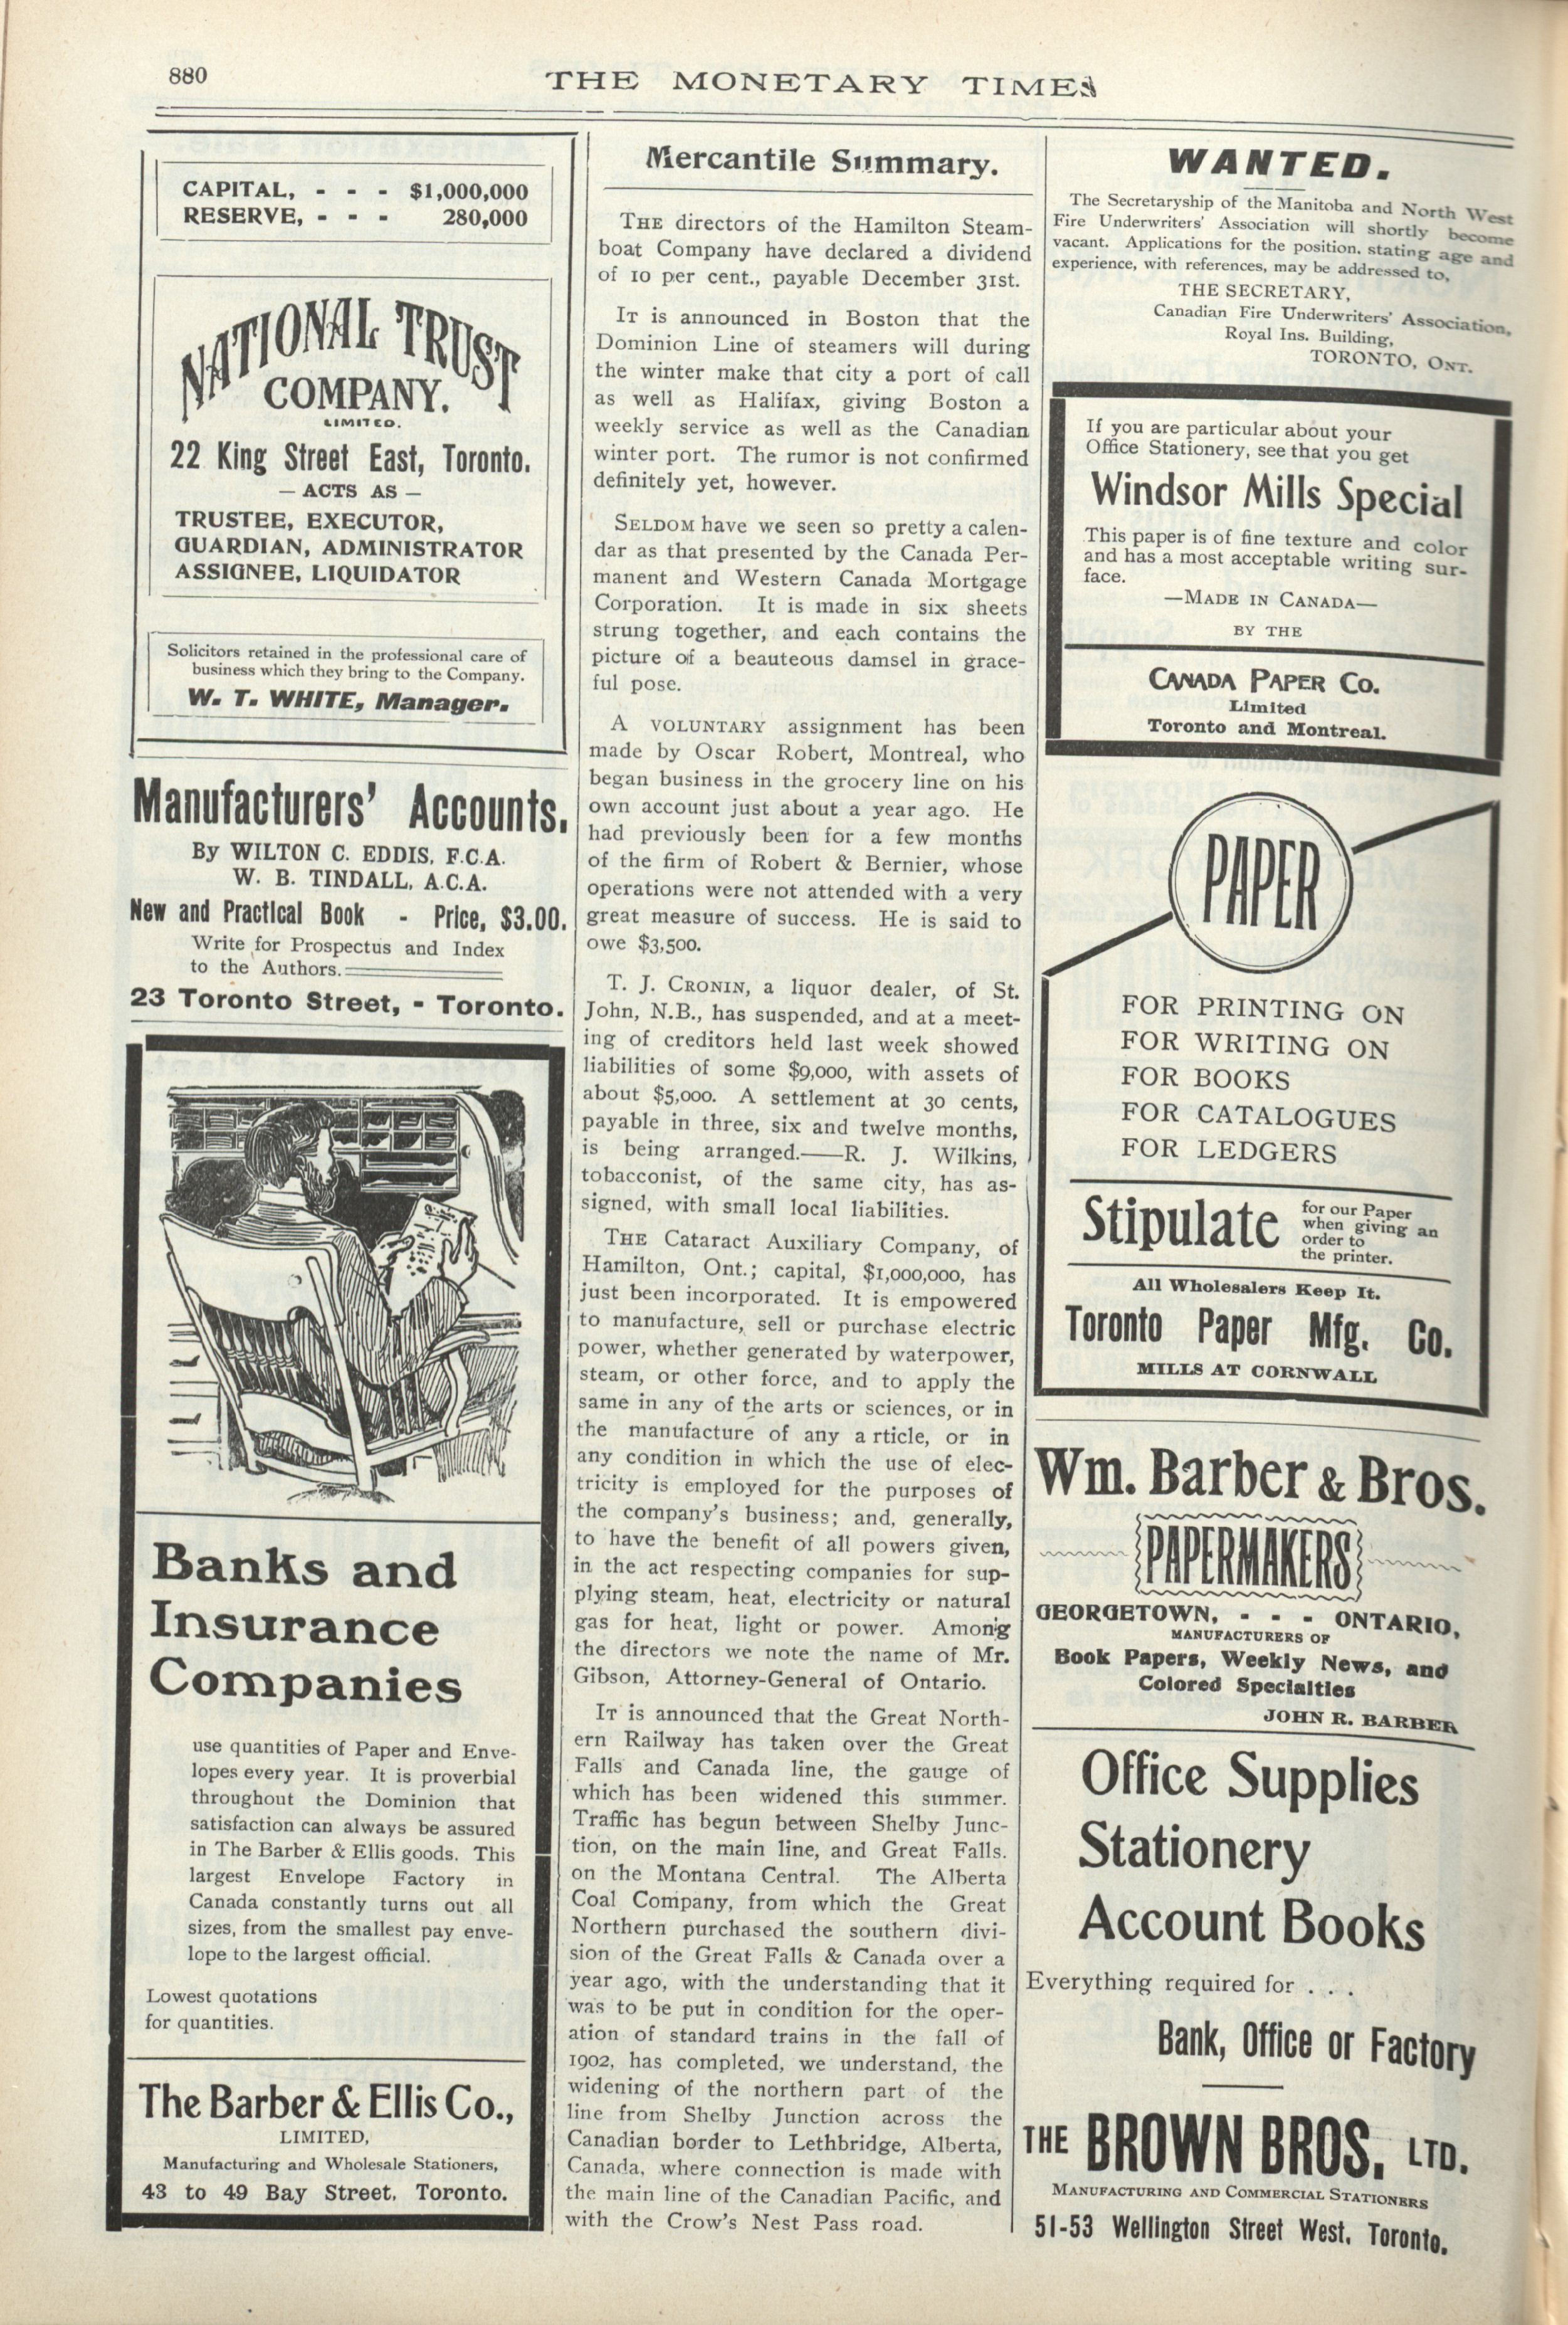 880
THE MONETARY TIMES
CAPITAL, - - - $1,000,000
RESERVE, - - - 280,000
NATIONAL TRUST
COMPANY,
LIMITED.
22 King Street East, Toronto.
— ACTS AS —
TRUSTEE, EXECUTOR,
GUARDIAN, ADMINISTRATOR
ASSIGNEE, LIQUIDATOR
Solicitors retained in the professional care of
business which they bring to the Company.
W. T. WHITE, Manager.
Manufacturers' Accounts.
By WILTON C. EDDIS, F.C.A.
W. B. TINDALL, A.C.A.
New and Practical Book - Price, $3.00.
Write for Prospectus and Index
to the Authors.
23 Toronto Street, - Toronto.
Banks and
Insurance
Companies
use quantities of Paper and Enve-
lopes every year. It is proverbial
throughout the Dominion that
satisfaction can always be assured
in The Barber & Ellis goods. This
largest Envelope Factory in
Canada constantly turns out all
sizes, from the smallest pay enve-
lope to the largest official.
Lowest quotations
for quantities.
The Barber & Ellis Co.,
LIMITED,
Manufacturing and Wholesale Stationers,
43 to 49 Bay Street, Toronto.
Mercantile Summary.
THE directors of the Hamilton Steam-
boat Company have declared a dividend
of 10 per cent., payable December 31st.
IT is announced in Boston that the
Dominion Line of steamers will during
the winter make that city a port of call
as well as Halifax, giving Boston a
weekly service as well as the Canadian
winter port. The rumor is not confirmed
definitely yet, however.
SELDOM have we seen so pretty a calen-
dar as that presented by the Canada Per-
manent and Western Canada Mortgage
Corporation. It is made in six sheets
strung together, and each contains the
picture of a beauteous damsel in grace-
ful pose.
A VOLUNTARY assignment has been
made by Oscar Robert, Montreal, who
began business in the grocery line on his
own account just about a year ago. He
had previously been for a few months
of the firm of Robert & Bernier, whose
operations were not attended with a very
great measure of success. He is said to
owe $3,500.
T. J. CRONIN, a liquor dealer, of St.
John, N.B., has suspended, and at a meet-
ing of creditors held last week showed
liabilities of some $9,000, with assets of
about $5,000. A settlement at 30 cents,
payable in three, six and twelve months,
is being arranged.——R. J. Wilkins,
tobacconist, of the same city, has as-
signed, with small local liabilities.
THE Cataract Auxiliary Company, of
Hamilton, Ont.; capital, $1,000,000, has
just been incorporated. It is empowered
to manufacture, sell or purchase electric
power, whether generated by waterpower,
steam, or other force, and to apply the
same in any of the arts or sciences, or in
the manufacture of any a rticle, or in
any condition in which the use of elec-
tricity is employed for the purposes of
the company's business; and, generally,
to have the benefit of all powers given,
in the act respecting companies for sup-
plying steam, heat, electricity or natural
gas for heat, light or power. Among
the directors we note the name of Mr.
Gibson, Attorney-General of Ontario.
IT is announced that the Great North-
ern Railway has taken over the Great
Falls and Canada line, the gauge of
which has been widened this summer.
Traffic has begun between Shelby Junc-
tion, on the main line, and Great Falls.
on the Montana Central. The Alberta
Coal Company, from which the Great
Northern purchased the southern divi-
sion of the Great Falls & Canada over a
year ago, with the understanding that it
was to be put in condition for the oper-
ation of standard trains in the fall of
1902, has completed, we understand, the
widening of the northern part of the
line from Shelby Junction across the
Canadian border to Lethbridge, Alberta,
Canada, where connection is made with
the main line of the Canadian Pacific, and
with the Crow's Nest Pass road.
WANTED.
The Secretaryship of the Manitoba and North West
Fire Underwriters' Association will shortly become
vacant. Applications for the position, stating age and
experience, with references, may be addressed to,
THE SECRETARY,
Canadian Fire Underwriters' Association,
Royal Ins. Building,
TORONTO, ONT.
If you are particular about your
Office Stationery, see that you get
Windsor Mills Special
This paper is of fine texture and color
and has a most acceptable writing sur-
face.
—MADE IN CANADA—
BY THE
CANADA PAPER CO.
Limited
Toronto and Montreal.
PAPER
FOR PRINTING ON
FOR WRITING ON
FOR BOOKS
FOR CATALOGUES
FOR LEDGERS
Stipulate
for our Paper
when giving an
order to
the printer.
All Wholesalers Keep It.
Toronto Paper Mfg. Co.
MILLS AT CORNWALL
Wm. Barber & Bros.
PAPERMAKERS
GEORGETOWN, - - - ONTARIO,
MANUFACTURERS OF
Book Papers, Weekly News, and
Colored Specialties
JOHN R. BARBER
Office Supplies
Stationery
Account Books
Everything required for . . .
Bank, Office or Factory
THE BROWN BROS. LTD.
MANUFACTURING AND COMMERCIAL STATIONERS
51-53 Wellington Street West, Toronto.